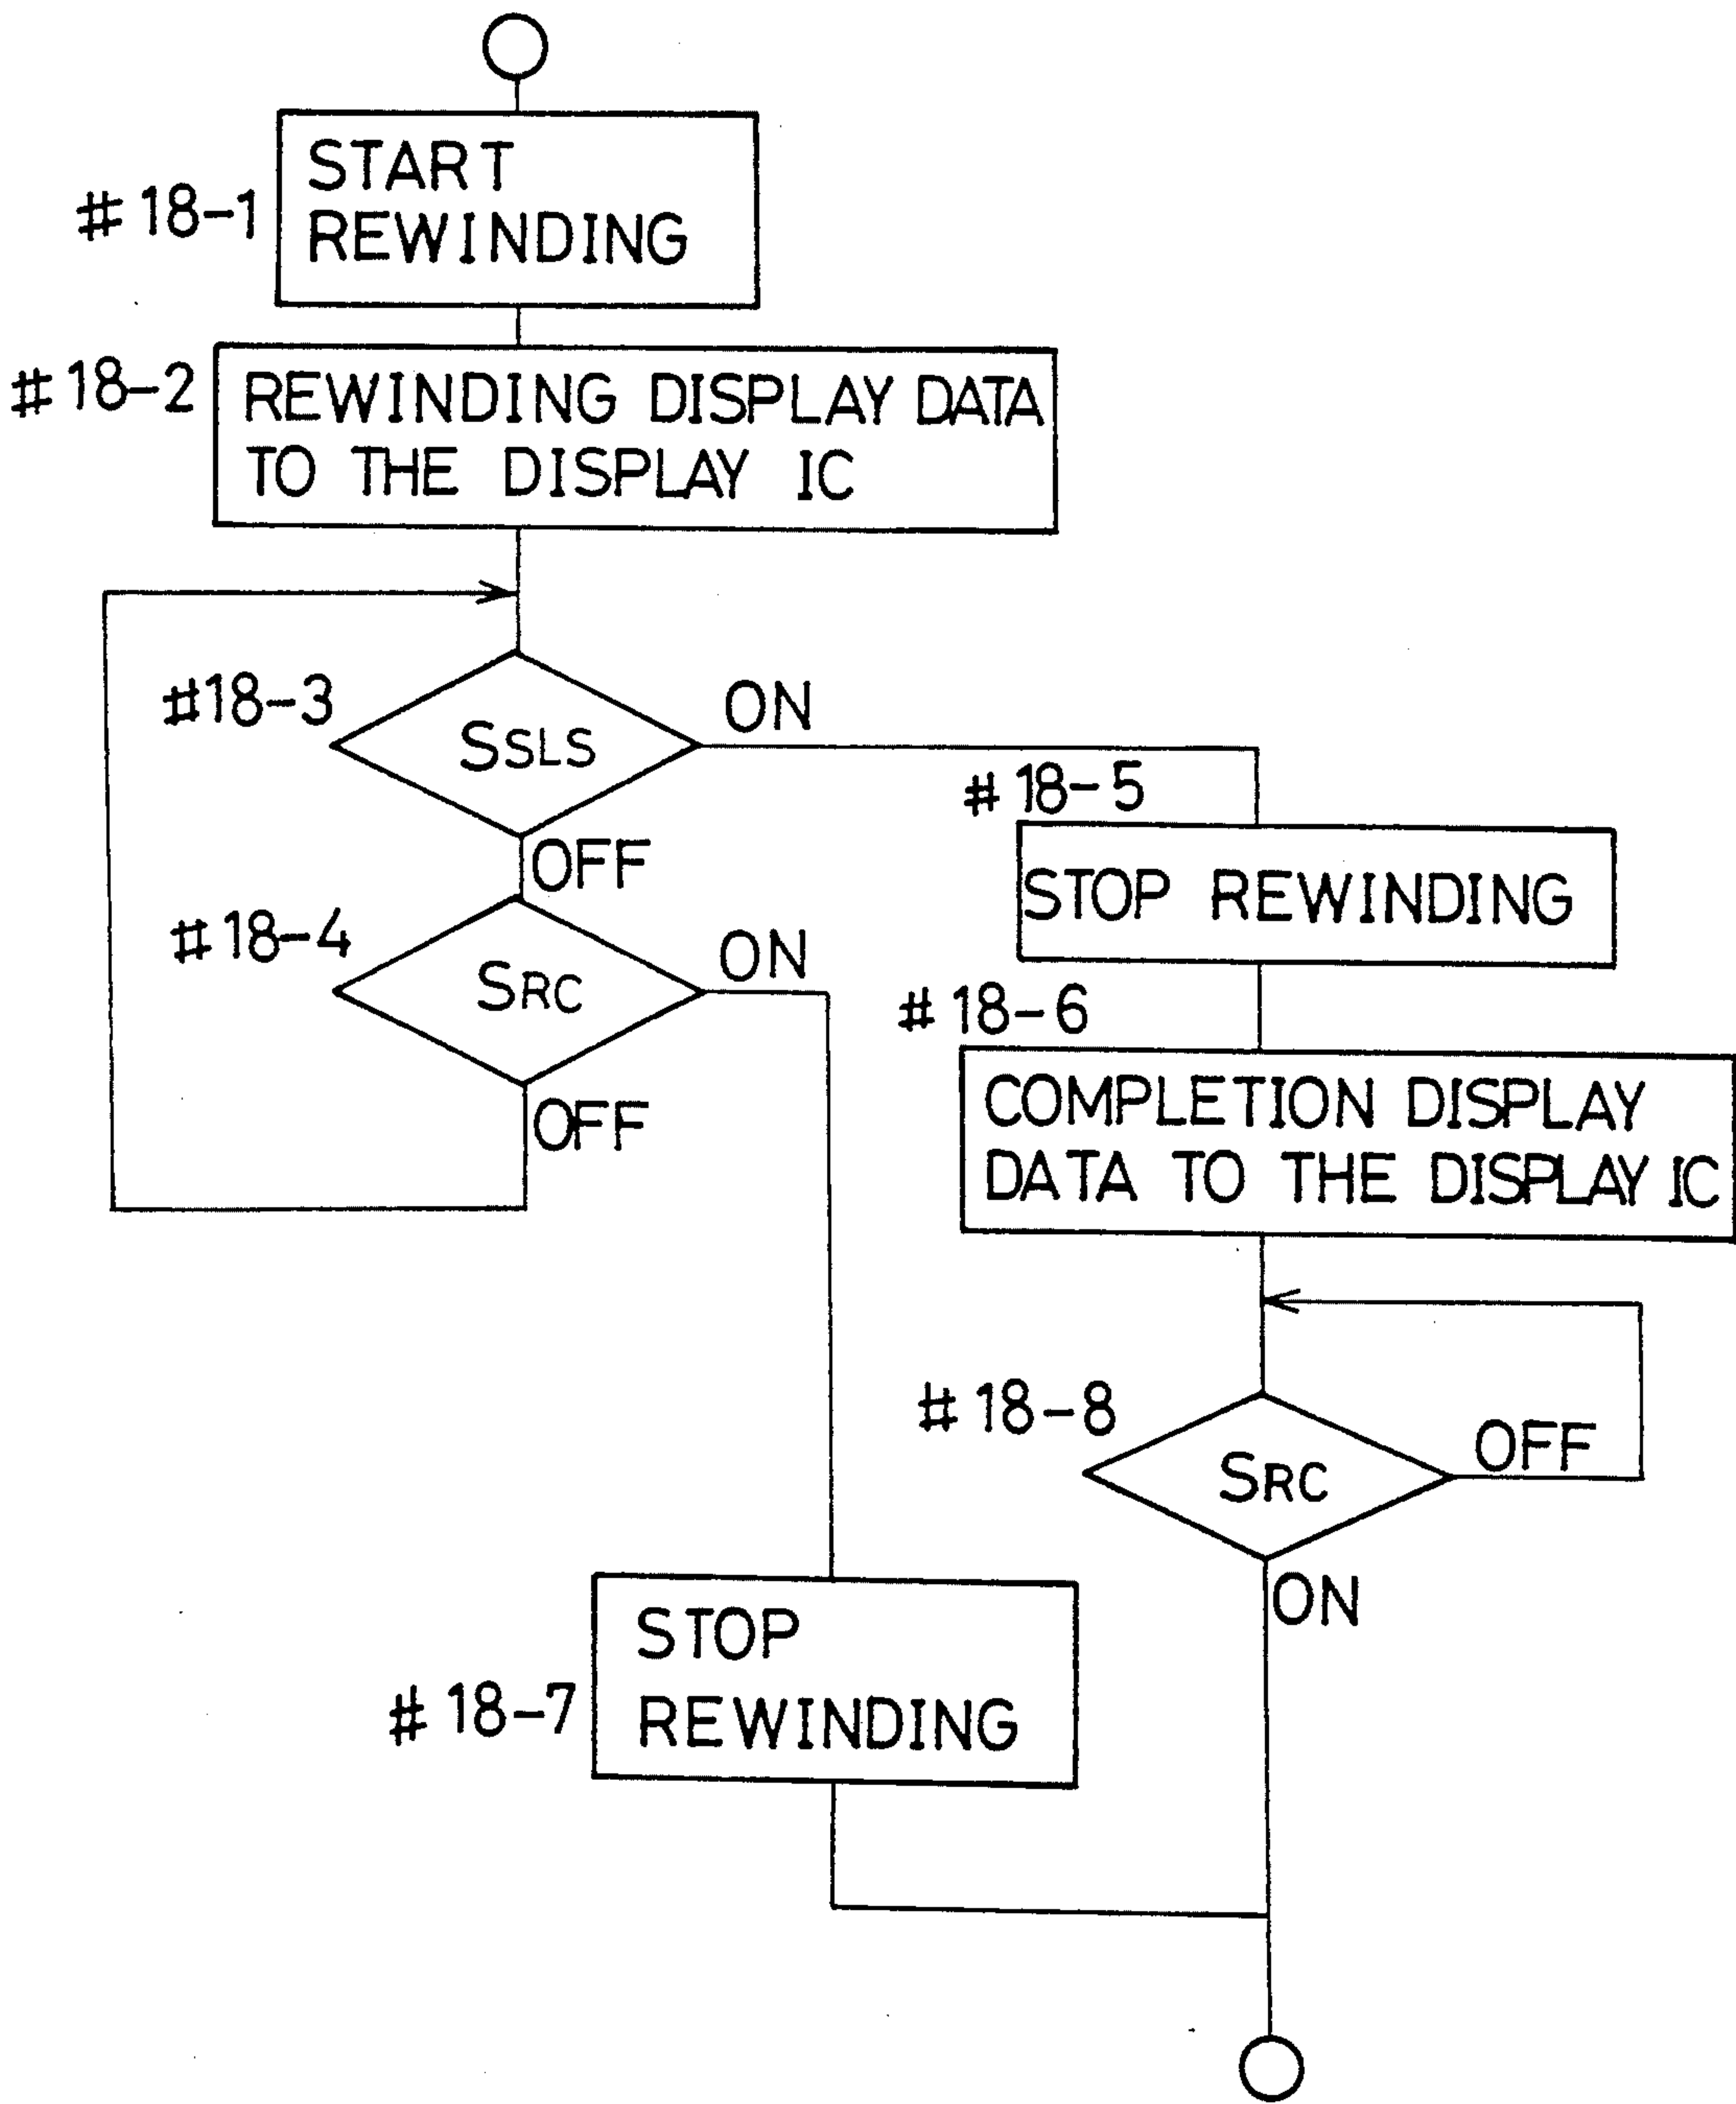 #18-1
START
REWINDING
#18-2
REWINDING DISPLAY DATA
TO THE DISPLAY IC
#18-3
SSLS
ON
OFF
#18-4
SRC
ON
OFF
#18-5
STOP REWINDING
#18-6
COMPLETION DISPLAY
DATA TO THE DISPLAY IC
#18-8
SRC
OFF
ON
#18-7
STOP
REWINDING